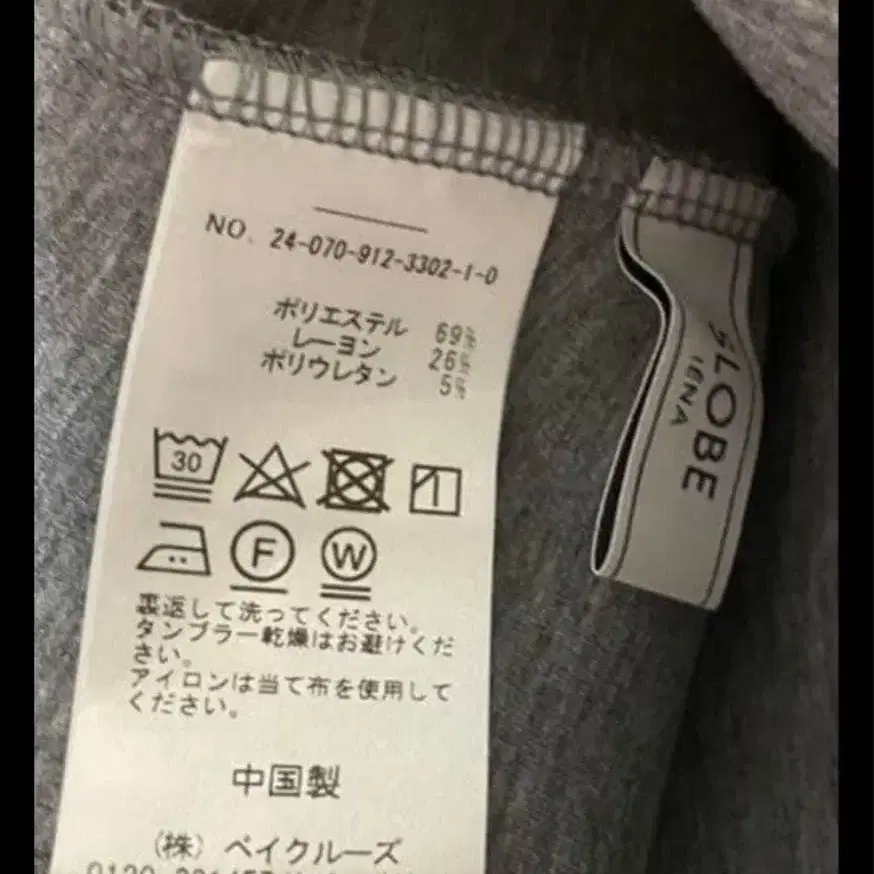 NO. 24-070-912-3302-1-0
ポリエステル 69%
レーヨン 26%
ポリウレタン 5%
30
F W
裏返して洗ってください。
タンブラー乾燥はお避けくだ
さい。
アイロンは当て布を使用して
ください。
中国製
(株) ベイクルーズ
LOBE
IENA